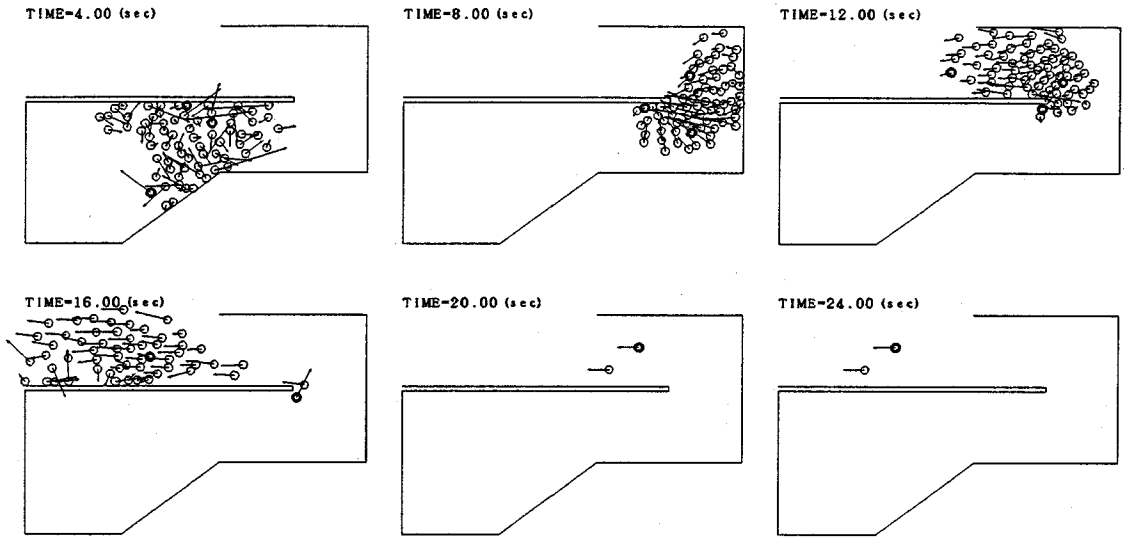 TIME=4.00 (sec)
TIME=8.00 (sec)
TIME=12.00 (sec)
TIME=16.00 (sec)
TIME=20.00 (sec)
TIME=24.00 (sec)